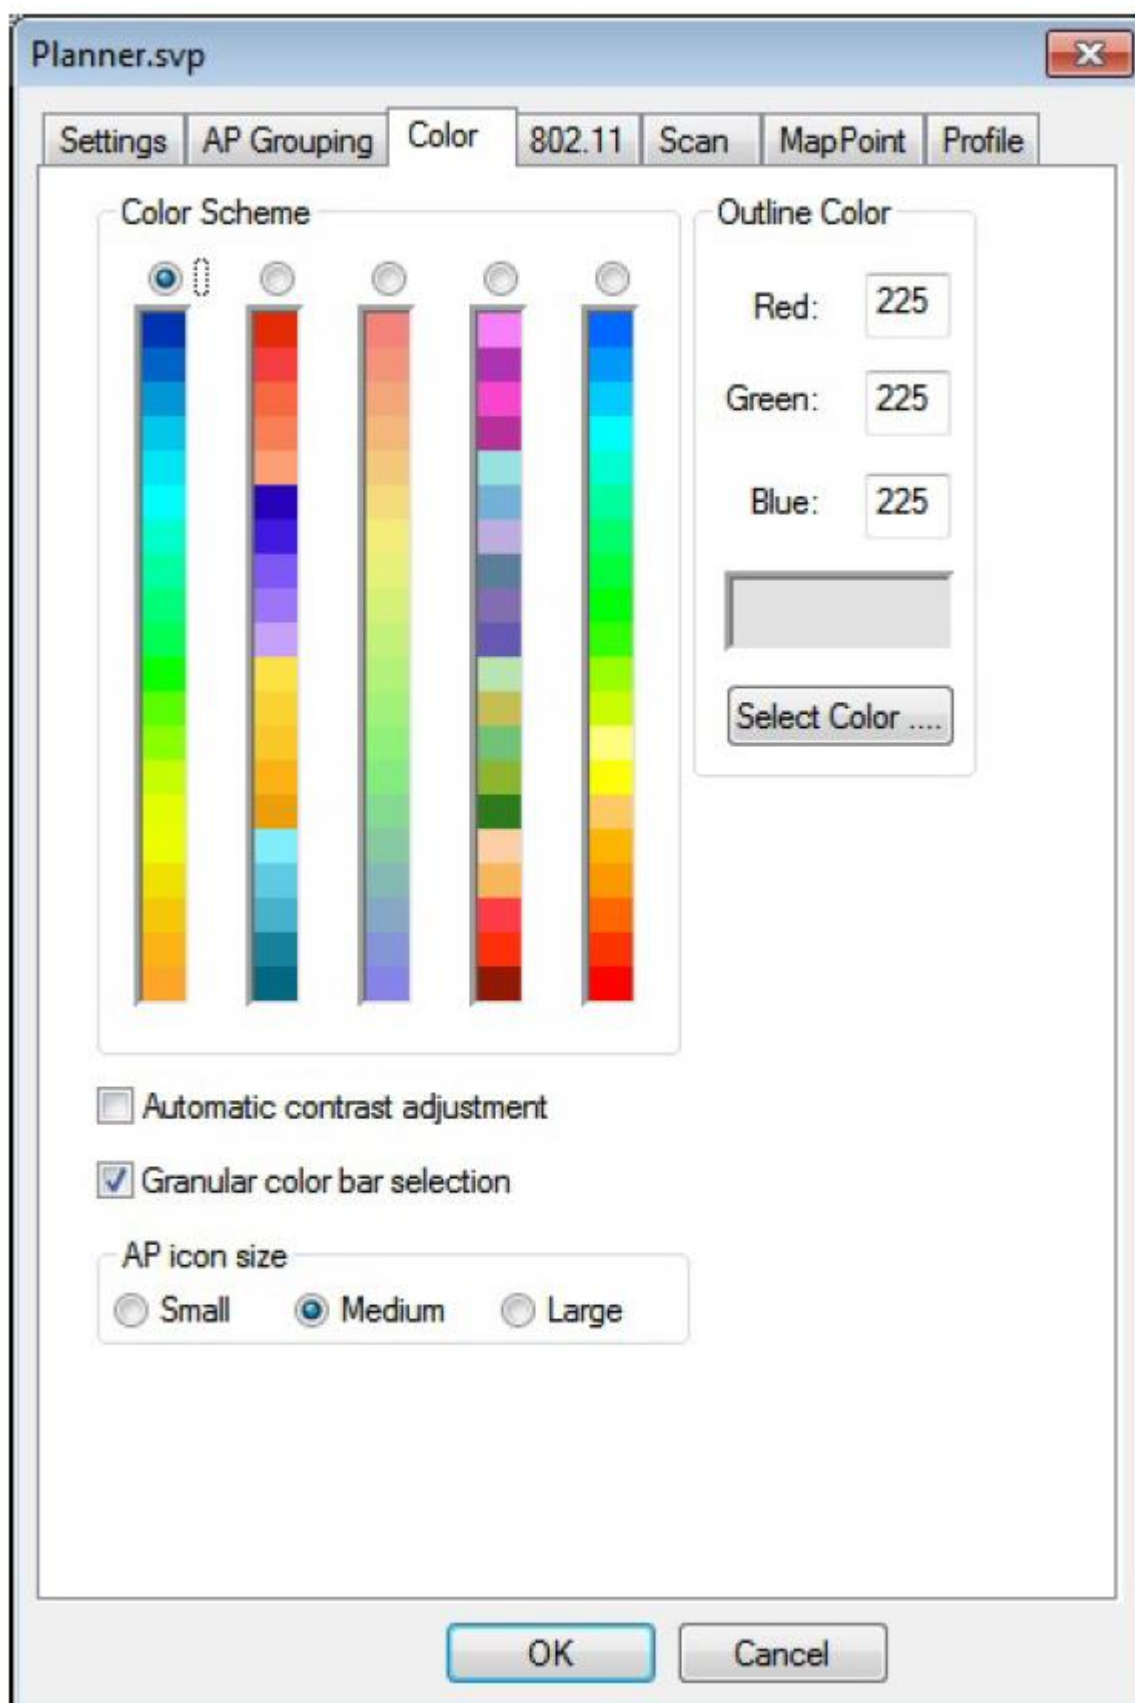 Planner.svp
Settings AP Grouping Color 802.11 Scan MapPoint Profile
Color Scheme
Outline Color
Red: 225
Green: 225
Blue: 225
Select Color ....
Automatic contrast adjustment
Granular color bar selection
AP icon size
Small Medium Large
OK Cancel